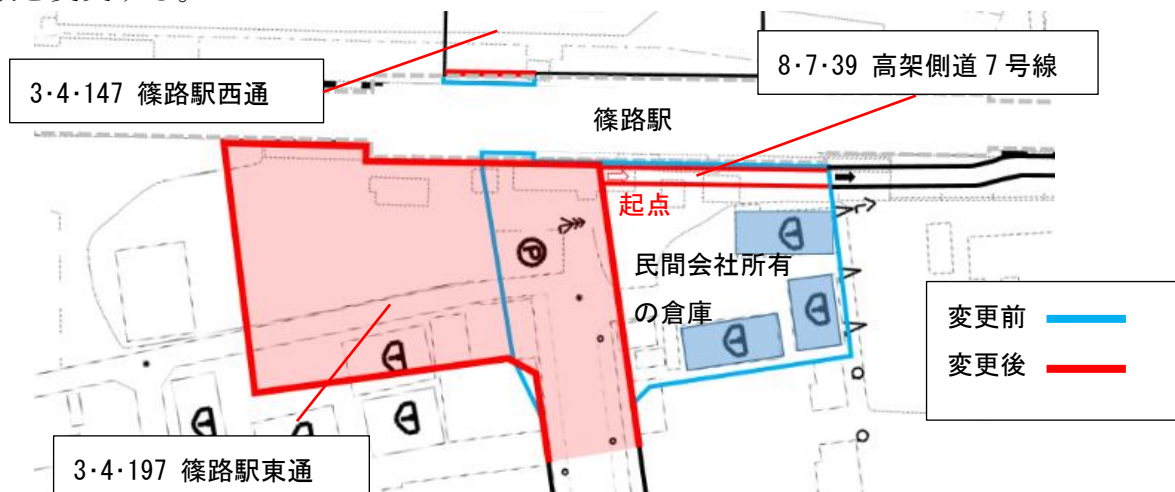 3・4・147 篠路駅西通
8・7・39 高架側道 7 号線
篠路駅
起点
P
民間会社所有
の倉庫
変更前
変更後
3・4・197 篠路駅東通